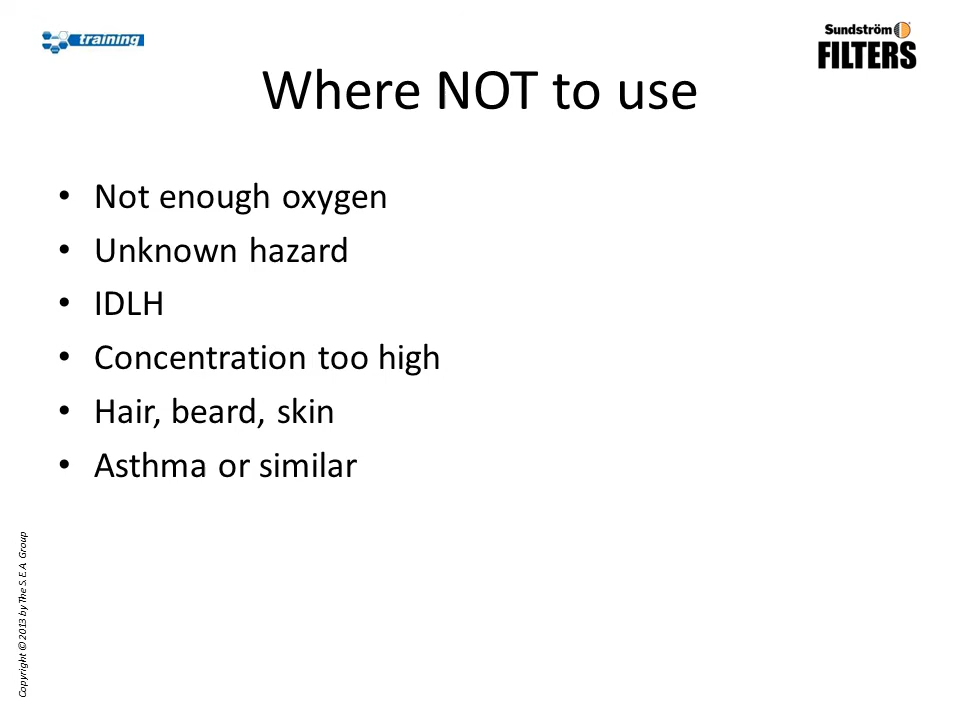 training
Sundström
FILTERS
Where NOT to use
• Not enough oxygen
• Unknown hazard
• IDLH
• Concentration too high
• Hair, beard, skin
• Asthma or similar
Copyright © 2013 by The S.E.A. Group